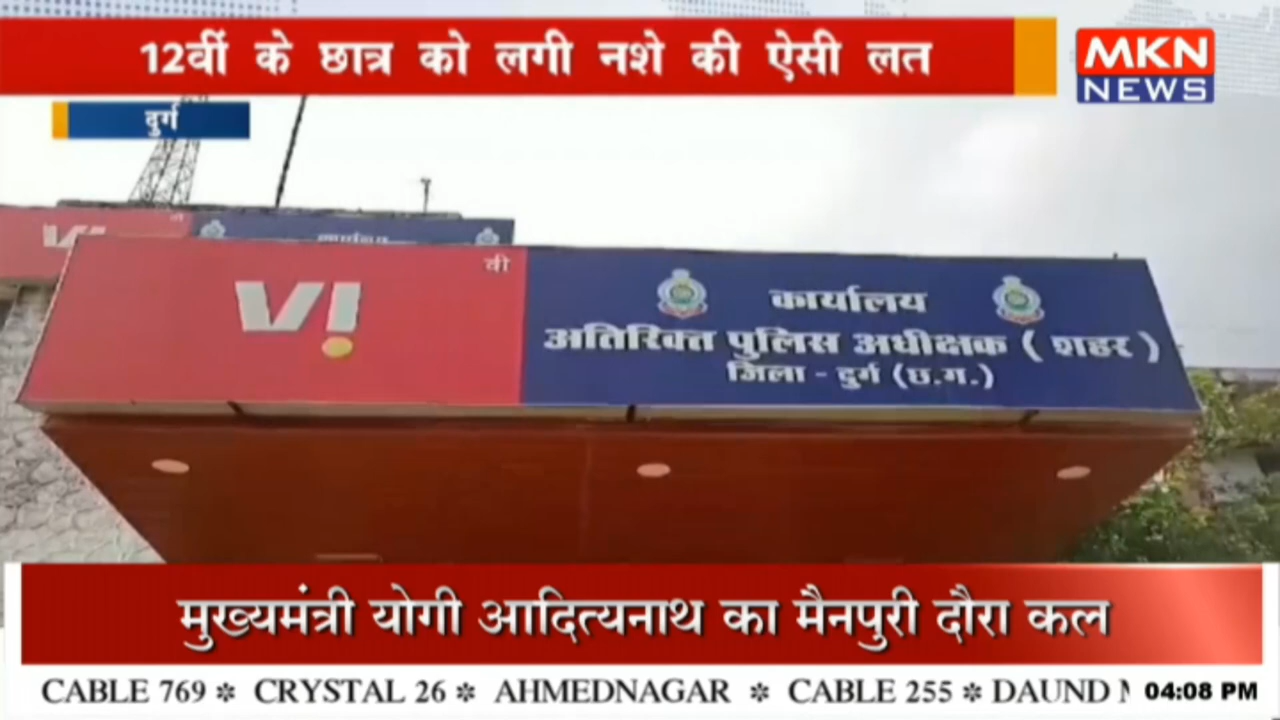 12वीं के छात्र को लगी नशे की ऐसी लत
MKN
NEWS
दुर्ग
कार्यालय
वी
VI
कार्यालय
अतिरिक्त पुलिस अधीक्षक ( शहर )
जिला - दुर्ग (छ.ग.)
मुख्यमंत्री योगी आदित्यनाथ का मैनपुरी दौरा कल
CABLE 769 ✼ CRYSTAL 26 ✼ AHMEDNAGAR ✼ CABLE 255 ✼ DAUND
04:08 PM